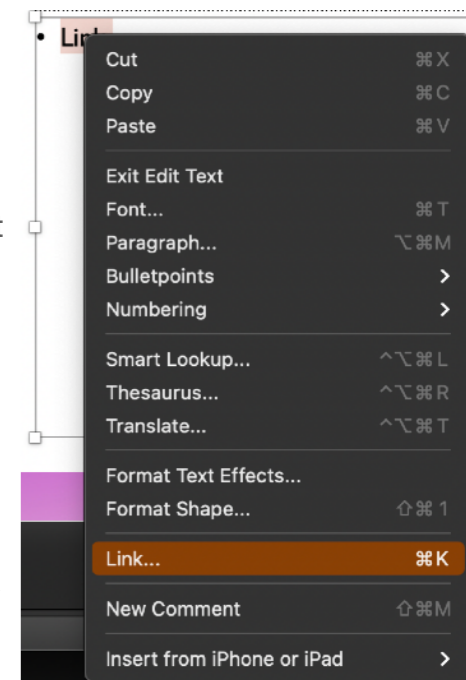 • Link
Cut ⌘X
Copy ⌘C
Paste ⌘V
Exit Edit Text
Font... ⌘T
Paragraph... ⌥⌘M
Bulletpoints >
Numbering >
Smart Lookup... ^⌥⌘L
Thesaurus... ^⌥⌘R
Translate... ^⌥⌘T
Format Text Effects...
Format Shape... ⇧⌘1
Link... ⌘K
New Comment ⇧⌘M
Insert from iPhone or iPad >